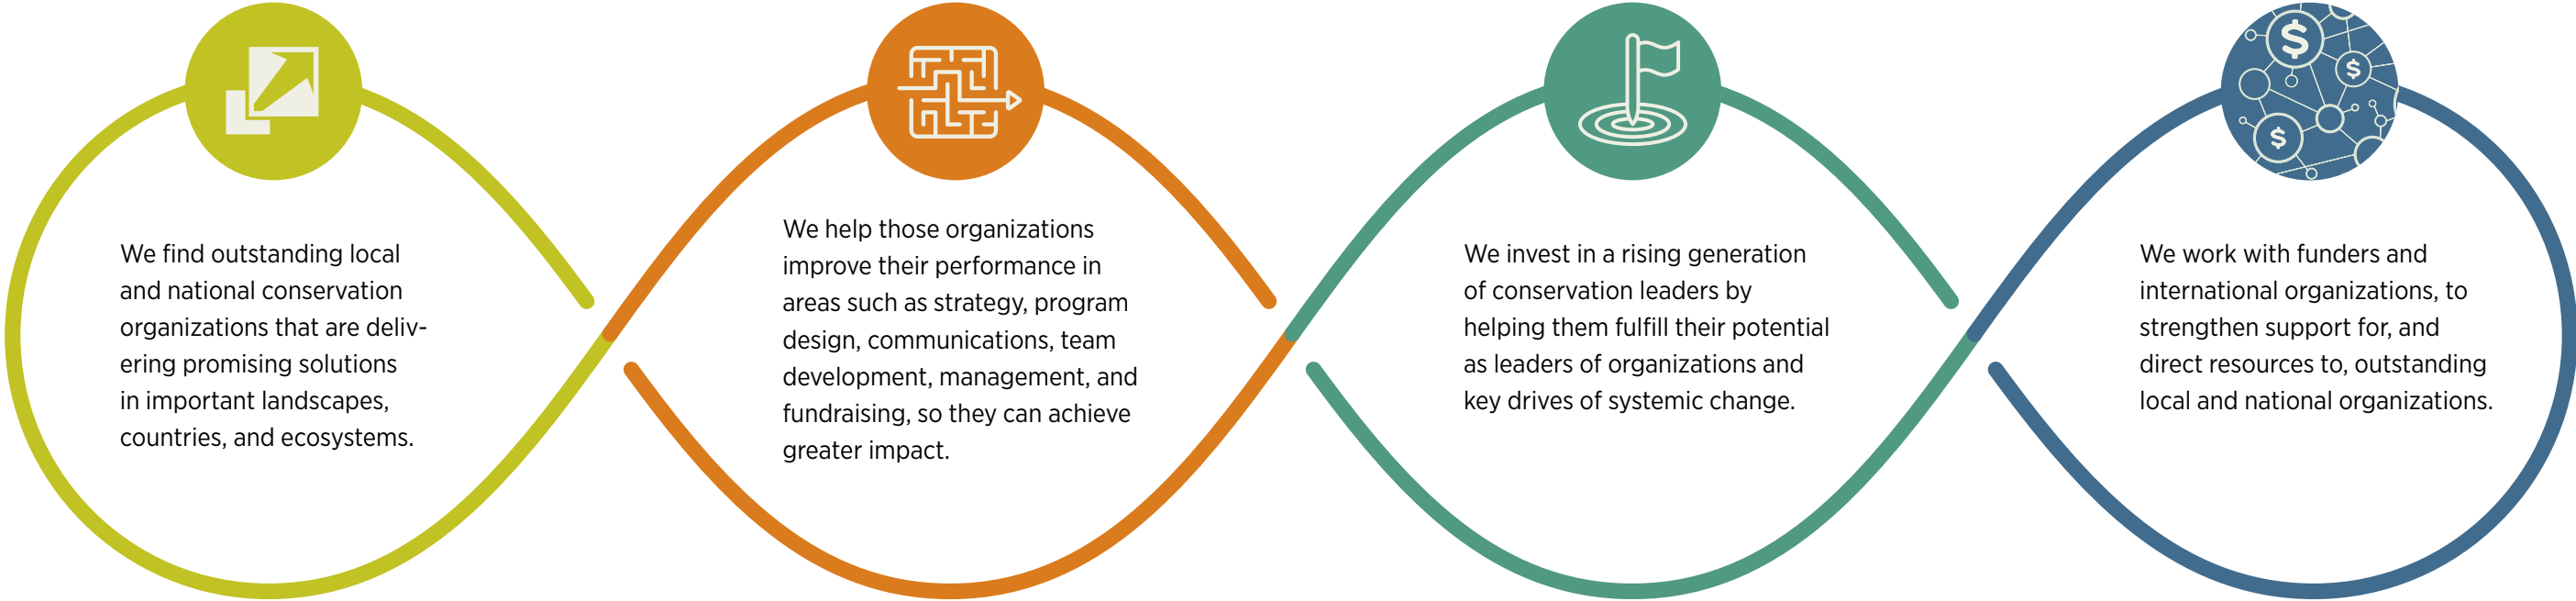 We find outstanding local
and national conservation
organizations that are deliv-
ering promising solutions
in important landscapes,
countries, and ecosystems.
We help those organizations
improve their performance in
areas such as strategy, program
design, communications, team
development, management, and
fundraising, so they can achieve
greater impact.
We invest in a rising generation
of conservation leaders by
helping them fulfill their potential
as leaders of organizations and
key drives of systemic change.
$
$
$
We work with funders and
international organizations, to
strengthen support for, and
direct resources to, outstanding
local and national organizations.